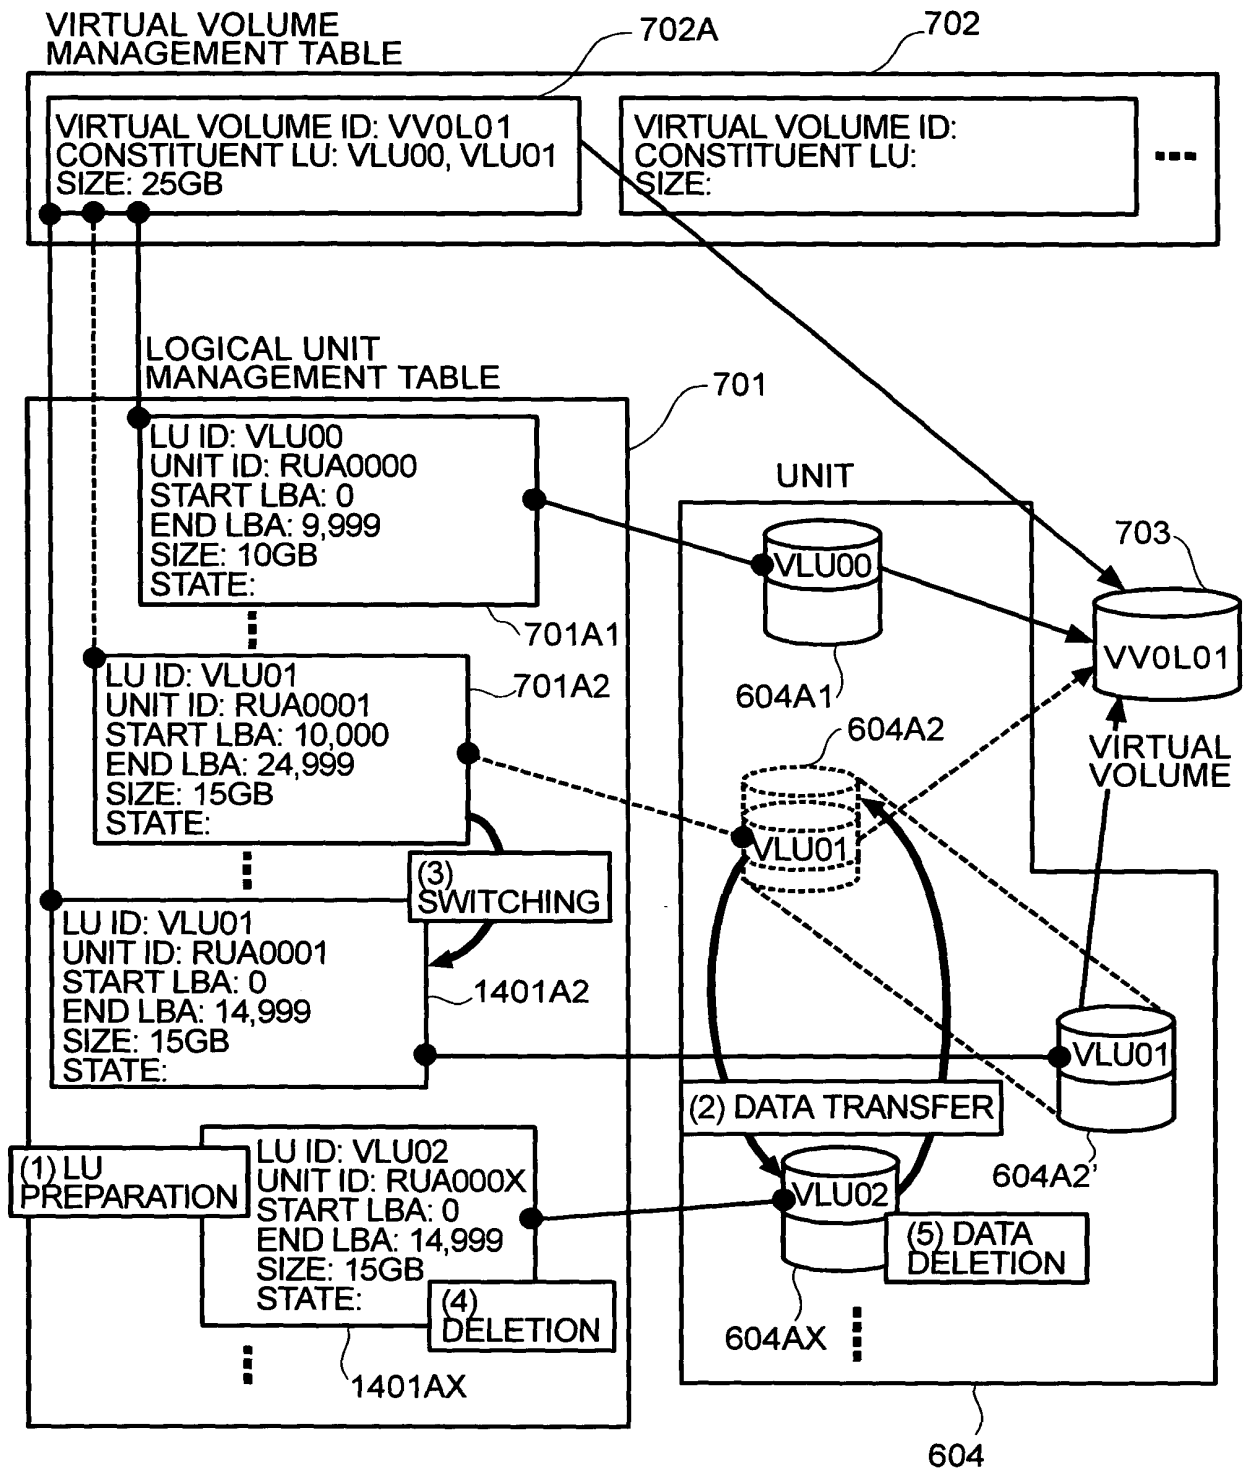 VIRTUAL VOLUME
MANAGEMENT TABLE
702A
702
VIRTUAL VOLUME ID: VV0L01
CONSTITUENT LU: VLU00, VLU01
SIZE: 25GB
VIRTUAL VOLUME ID:
CONSTITUENT LU:
SIZE:
LOGICAL UNIT
MANAGEMENT TABLE
701
LU ID: VLU00
UNIT ID: RUA0000
START LBA: 0
END LBA: 9,999
SIZE: 10GB
STATE:
701A1
LU ID: VLU01
UNIT ID: RUA0001
START LBA: 10,000
END LBA: 24,999
SIZE: 15GB
STATE:
701A2
(3)
SWITCHING
LU ID: VLU01
UNIT ID: RUA0001
START LBA: 0
END LBA: 14,999
SIZE: 15GB
STATE:
1401A2
(1) LU
PREPARATION
LU ID: VLU02
UNIT ID: RUA000X
START LBA: 0
END LBA: 14,999
SIZE: 15GB
STATE:
(4)
DELETION
1401AX
UNIT
VLU00
604A1
703
VV0L01
VIRTUAL
VOLUME
604A2
VLU01
VLU01
604A2'
(2) DATA TRANSFER
VLU02
(5) DATA
DELETION
604AX
604